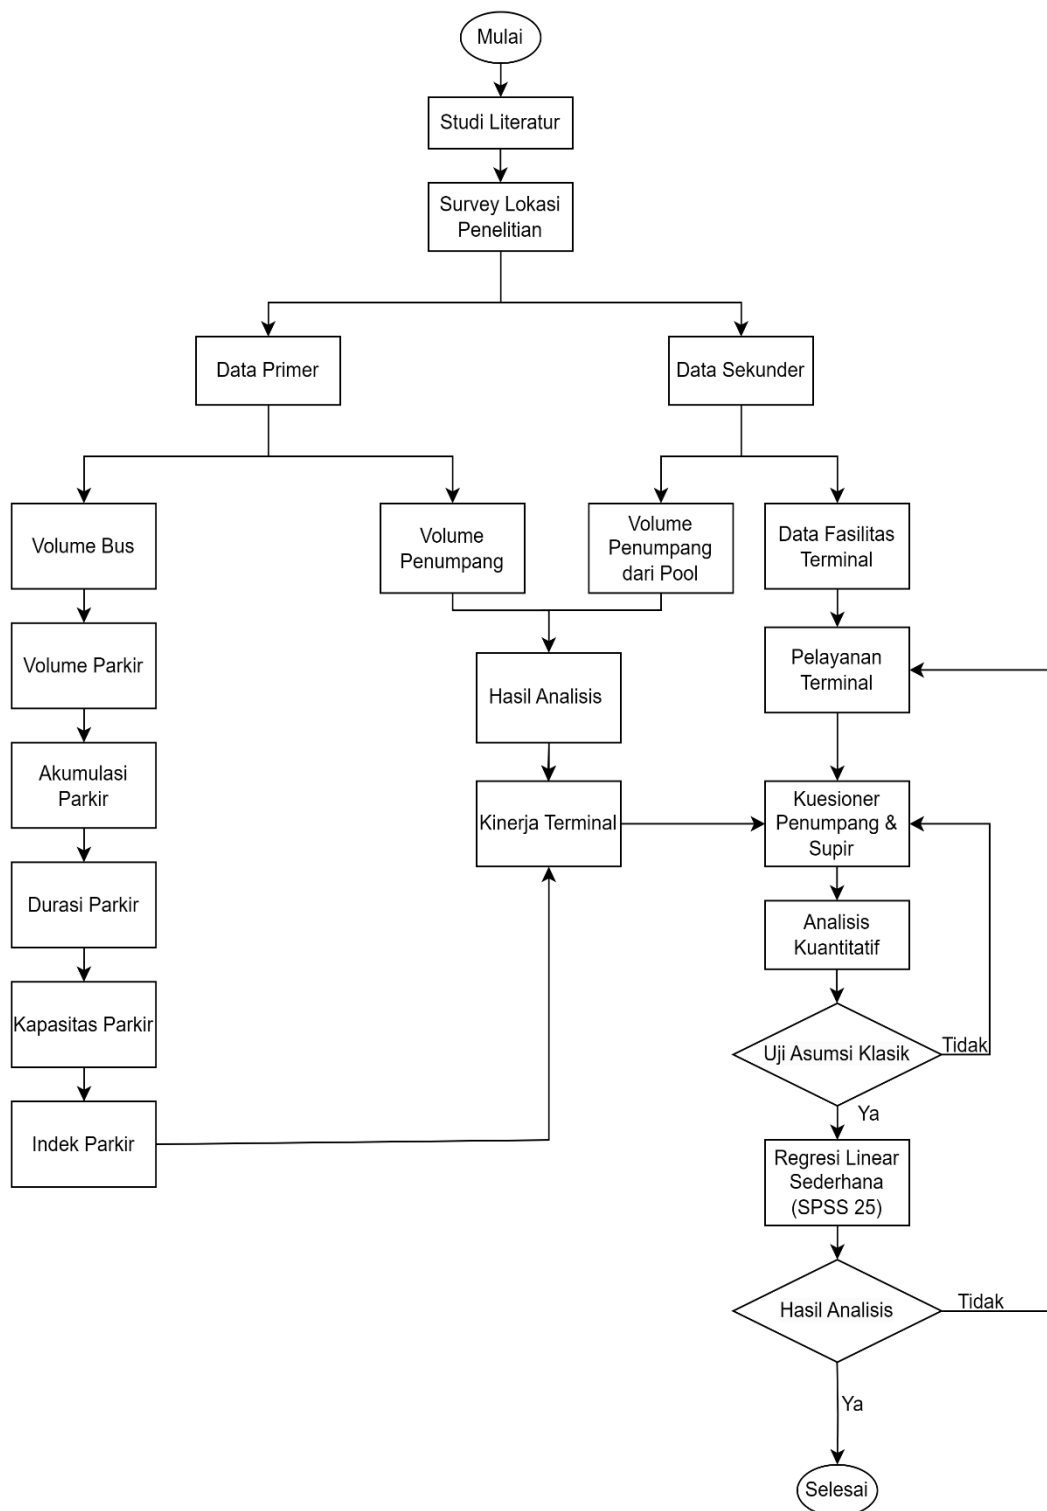 Mulai
Studi Literatur
Survey Lokasi
Penelitian
Data Primer
Data Sekunder
Volume Bus
Volume
Penumpang
Volume
Penumpang
dari Pool
Data Fasilitas
Terminal
Volume Parkir
Hasil Analisis
Pelayanan
Terminal
Akumulasi
Parkir
Kinerja Terminal
Kuesioner
Penumpang &
Supir
Durasi Parkir
Analisis
Kuantitatif
Kapasitas Parkir
Uji Asumsi Klasik
Tidak
Ya
Indek Parkir
Regresi Linear
Sederhana
(SPSS 25)
Hasil Analisis
Tidak
Ya
Selesai